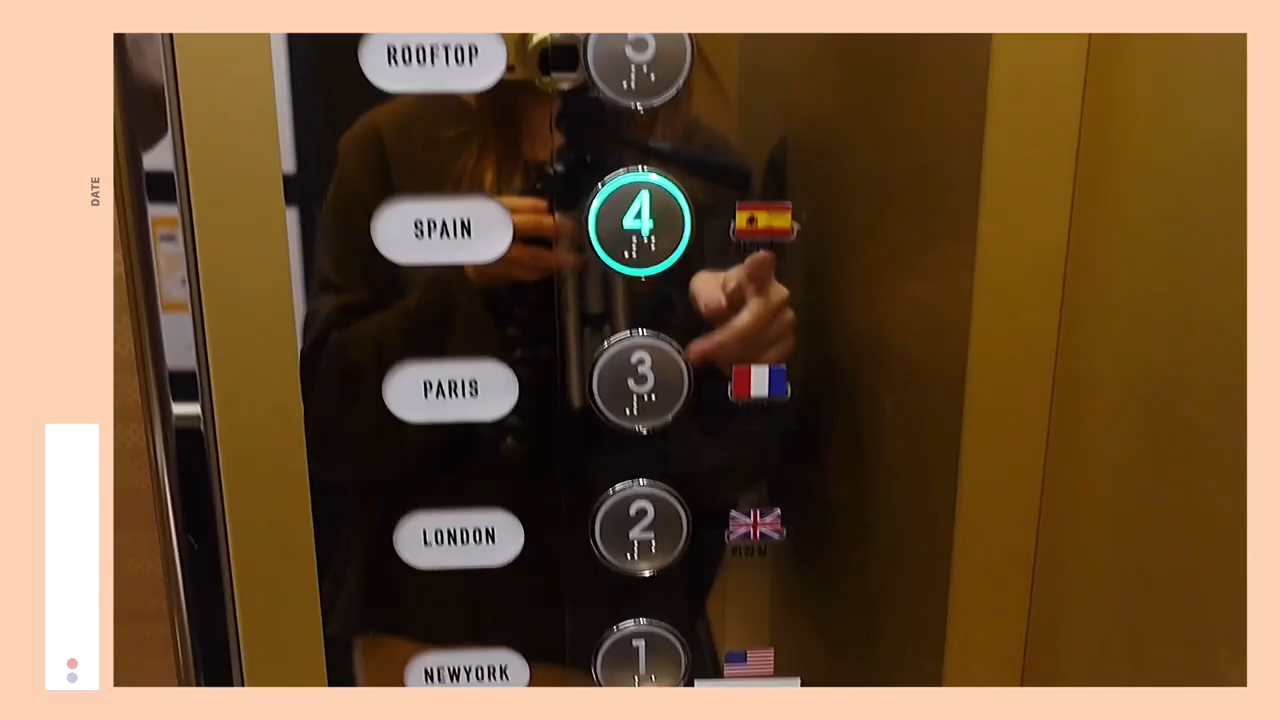 ROOFTOP 5
SPAIN 4
PARIS 3
LONDON 2
NEWYORK 1
DATE